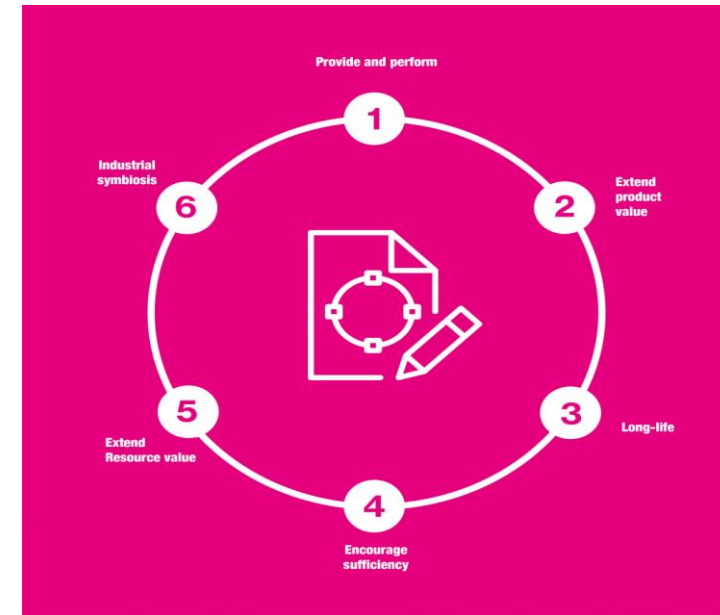 Provide and perform
1
Extend
product
value
2
3
Long-life
4
Encourage
sufficiency
5
Extend
Resource value
Industrial
symbiosis
6